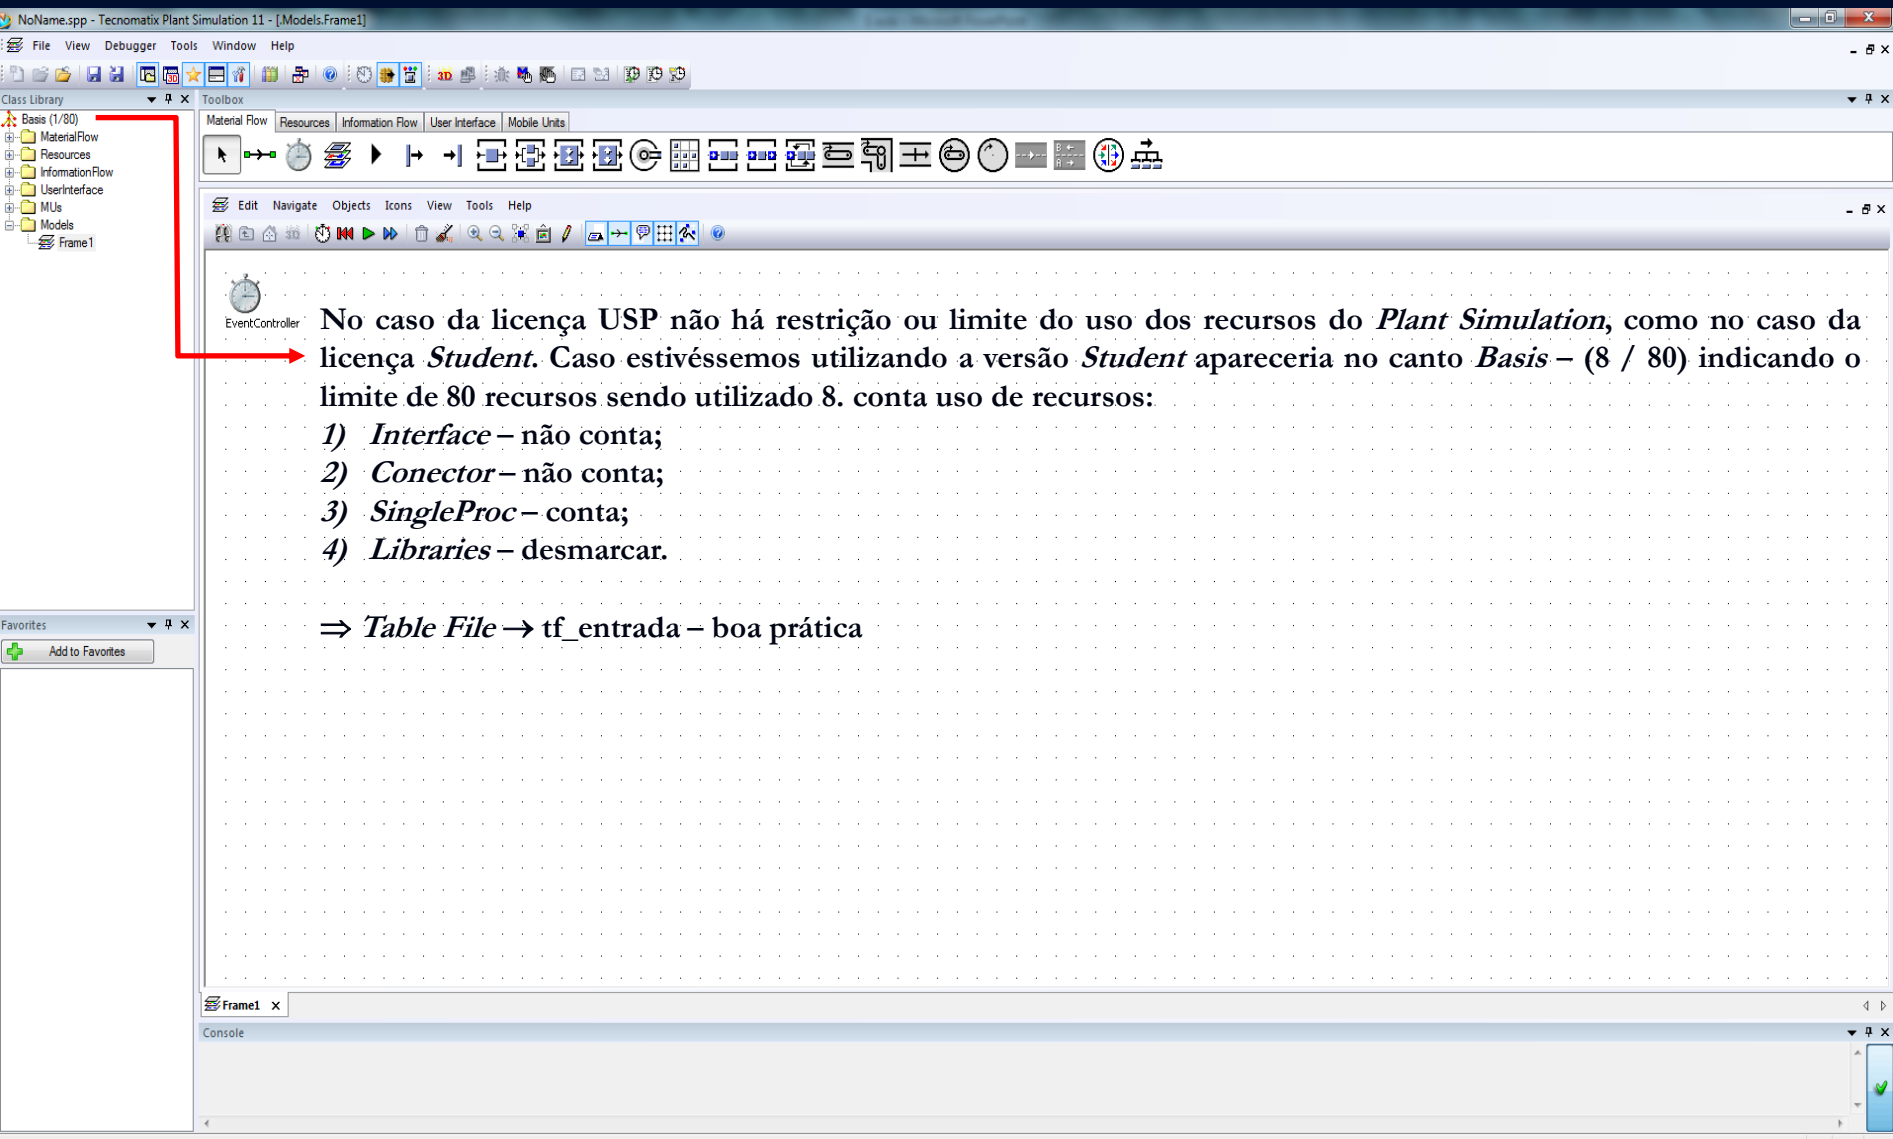 NoName.spp - Tecnomatix Plant Simulation 11 - [.Models.Frame1]
File View Debugger Tools Window Help
Class Library
Toolbox
Basis (1/80)
MaterialFlow
Resources
InformationFlow
UserInterface
MUs
Models
Frame1
Material Flow Resources Information Flow User Interface Mobile Units
Edit Navigate Objects Icons View Tools Help
EventController
No caso da licença USP não há restrição ou limite do uso dos recursos do Plant Simulation, como no caso da
licença Student. Caso estivéssemos utilizando a versão Student apareceria no canto Basis – (8 / 80) indicando o
limite de 80 recursos sendo utilizado 8. conta uso de recursos:
1) Interface – não conta;
2) Conector – não conta;
3) SingleProc – conta;
4) Libraries – desmarcar.
⇒ Table File → tf_entrada – boa prática
Favorites
Add to Favorites
Frame1
Console